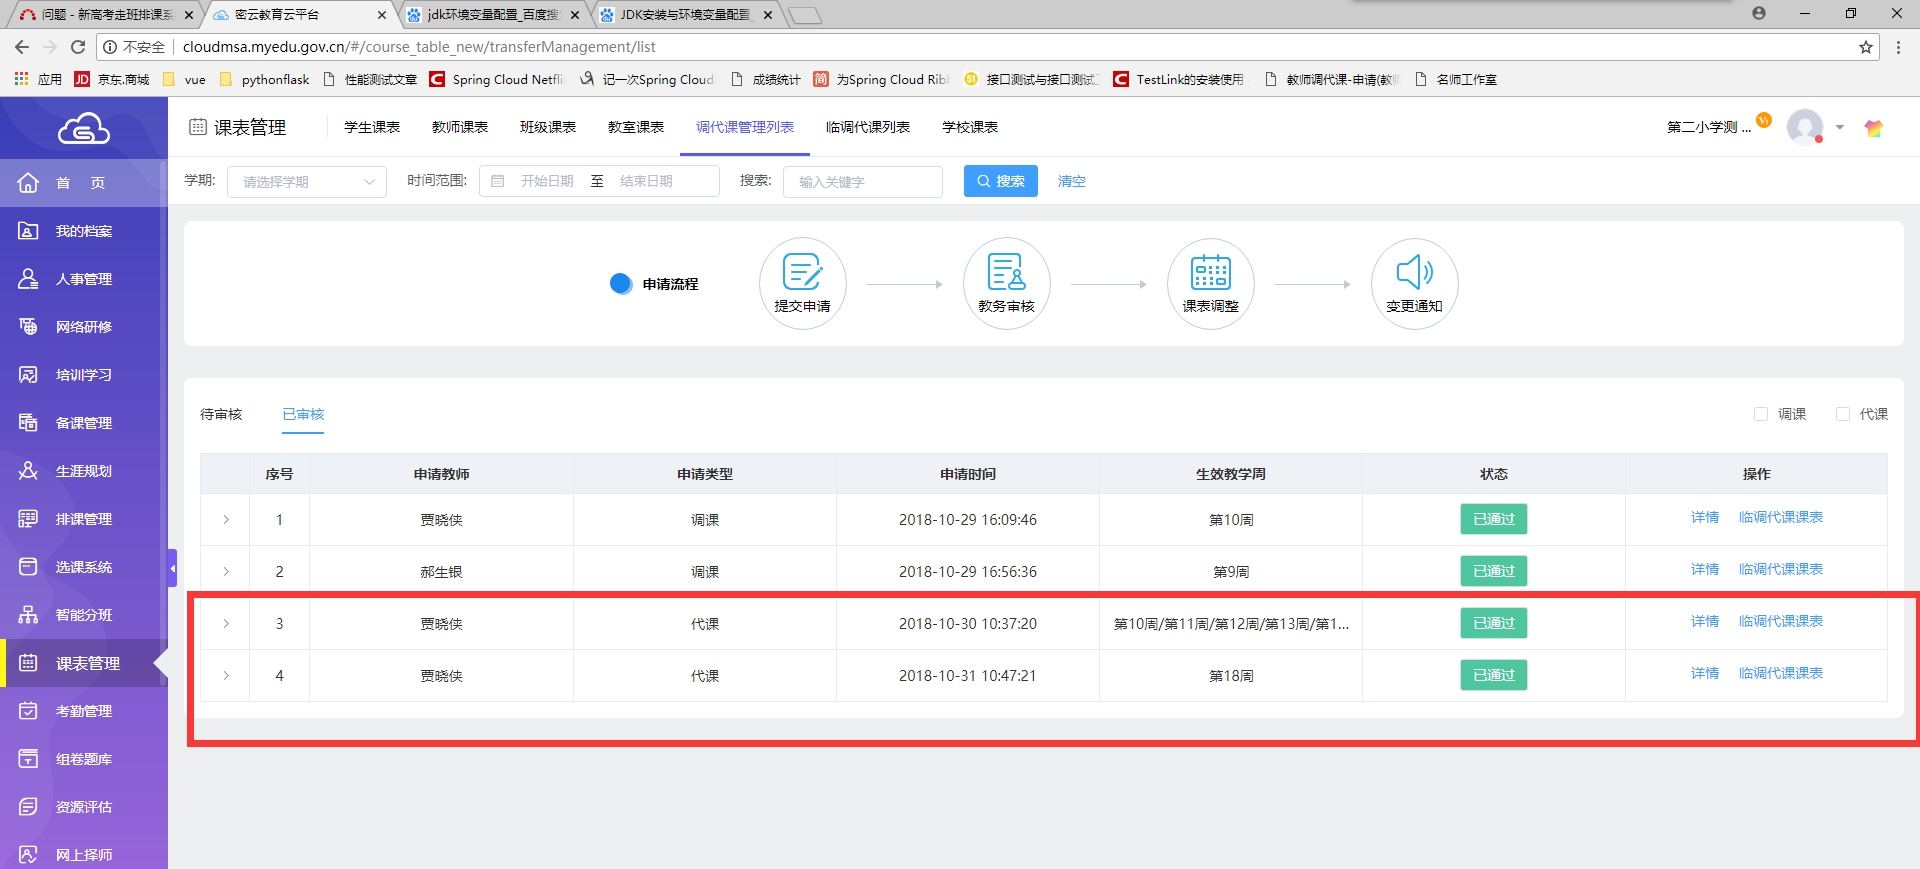 问题 - 新高考走班排课系
密云教育云平台
jdk环境变量配置_百度搜
JDK安装与环境变量配置_
不安全
cloudmsa.myedu.gov.cn/#/course_table_new/transferManagement/list
应用
JD
京东.商城
vue
pythonflask
性能测试文章
C
Spring Cloud Netfli
记一次Spring Cloud
成绩统计
简
为Spring Cloud Rib
51
接口测试与接口测试工
C
TestLink的安装使用
教师调代课-申请(教师
名师工作室
课表管理
学生课表
教师课表
班级课表
教室课表
调代课管理列表
临调代课列表
学校课表
第二小学测 ...
学期:
请选择学期
时间范围:
开始日期
至
结束日期
搜索:
输入关键字
搜索
清空
首 页
我的档案
人事管理
网络研修
培训学习
备课管理
生涯规划
排课管理
选课系统
智能分班
课表管理
考勤管理
组卷题库
资源评估
网上择师
申请流程
提交申请
教务审核
课表调整
变更通知
待审核
已审核
调课
代课
序号 申请教师 申请类型 申请时间 生效教学周 状态 操作
1 贾晓侠 调课 2018-10-29 16:09:46 第10周 已通过 详情 临调代课课表
2 郝生银 调课 2018-10-29 16:56:36 第9周 已通过 详情 临调代课课表
3 贾晓侠 代课 2018-10-30 10:37:20 第10周/第11周/第12周/第13周/第1... 已通过 详情 临调代课课表
4 贾晓侠 代课 2018-10-31 10:47:21 第18周 已通过 详情 临调代课课表